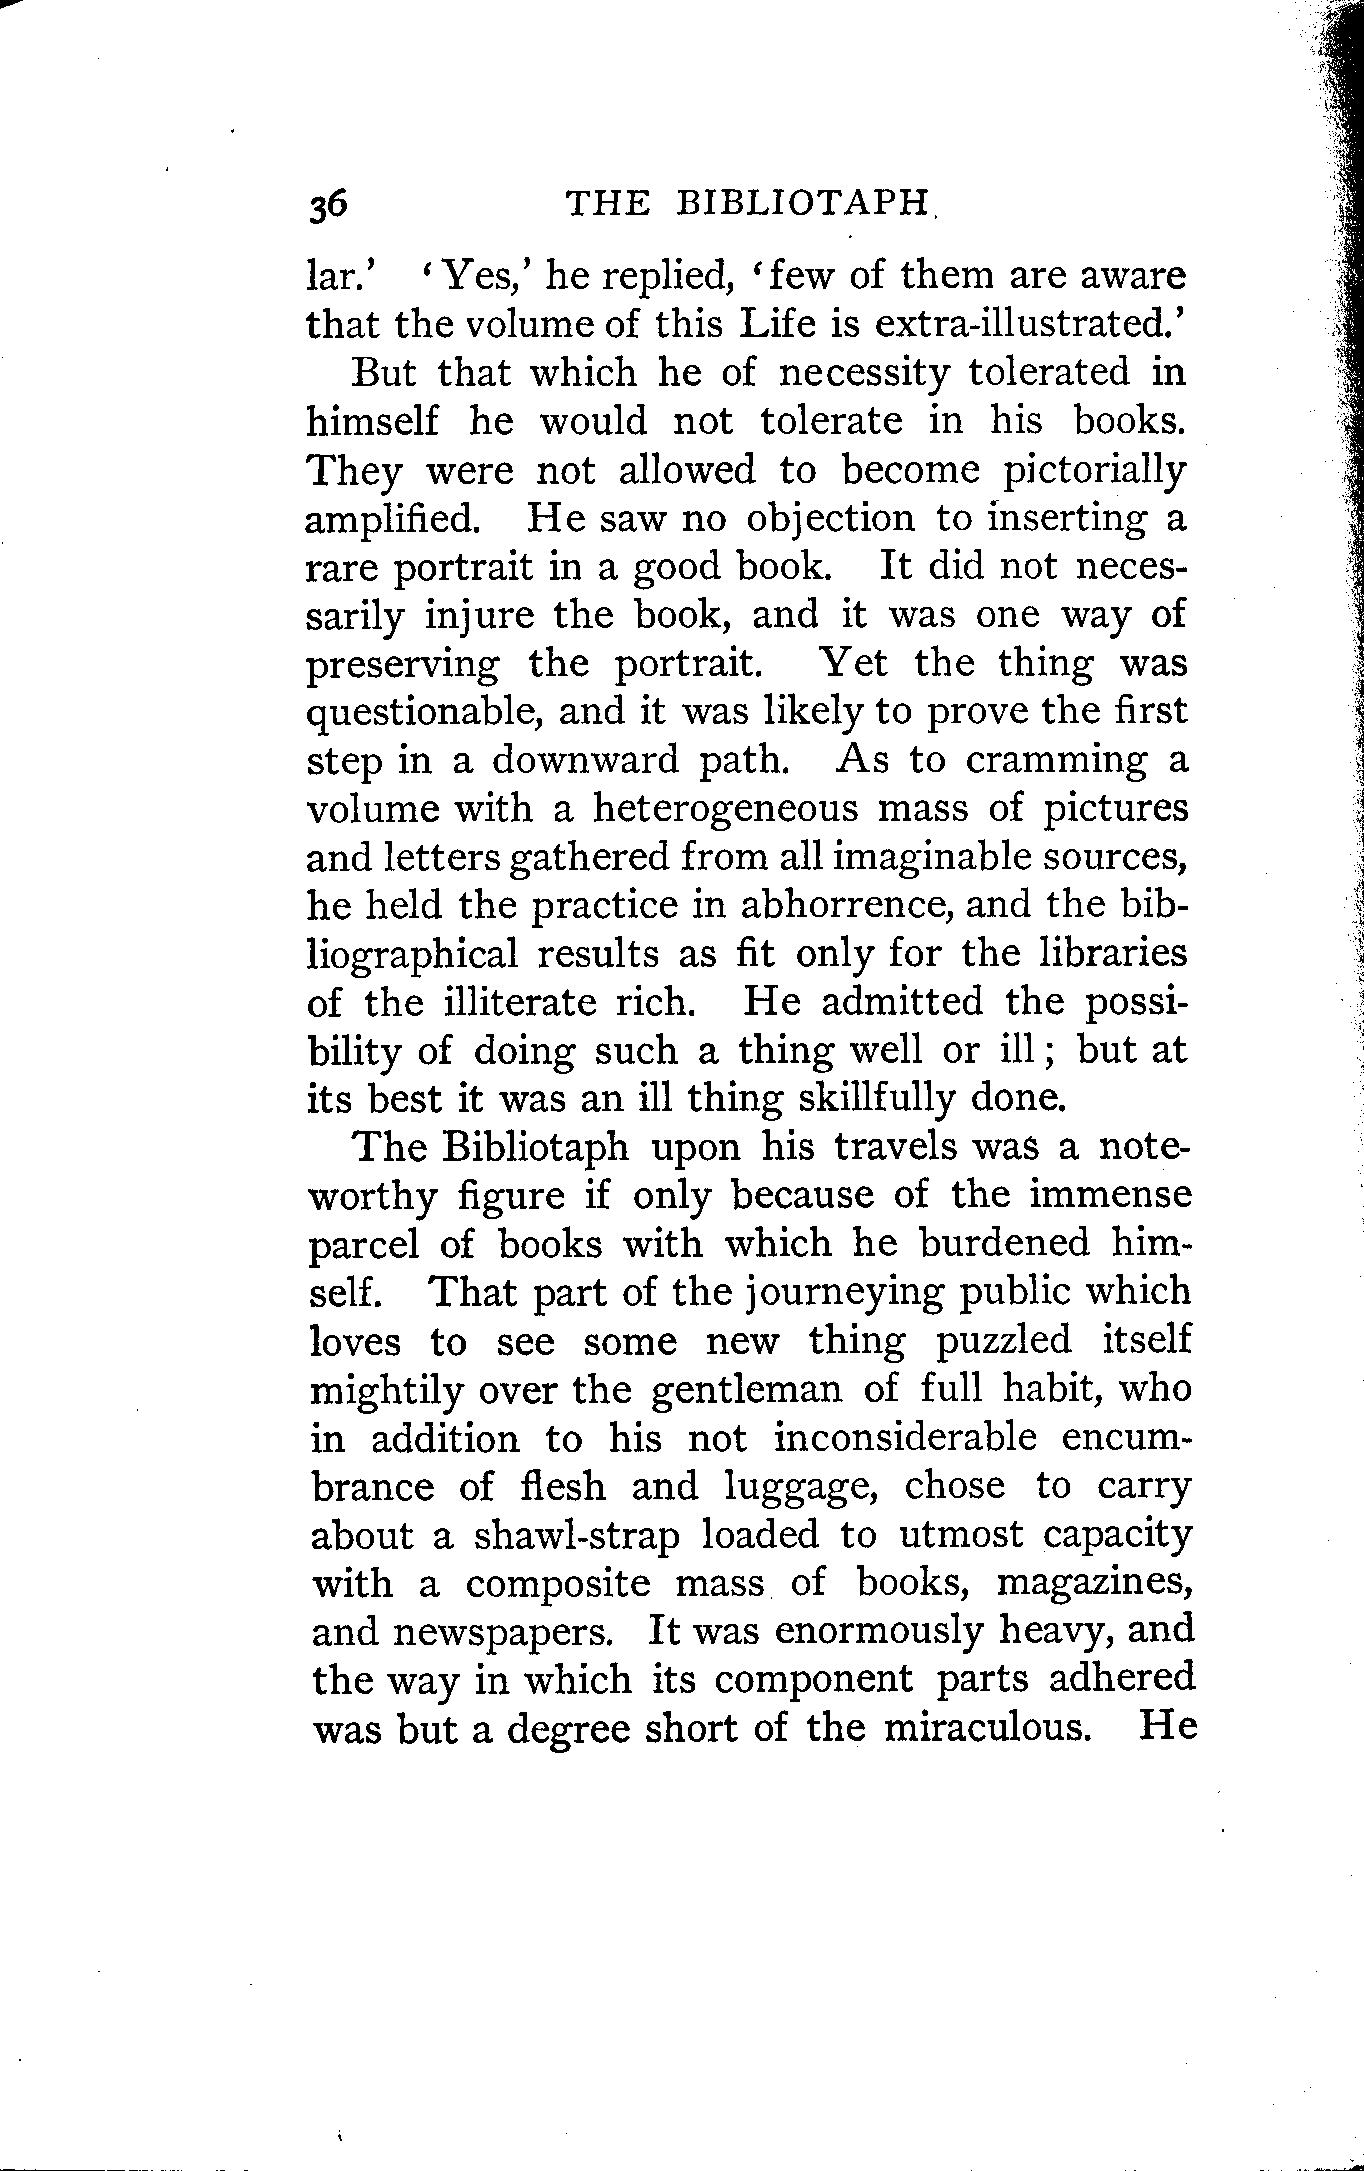 36 THE BIBLIOTAPH
lar.' 'Yes,' he replied, 'few of them are aware
that the volume of this Life is extra-illustrated.'
But that which he of necessity tolerated in
himself he would not tolerate in his books.
They were not allowed to become pictorially
amplified. He saw no objection to inserting a
rare portrait in a good book. It did not neces-
sarily injure the book, and it was one way of
preserving the portrait. Yet the thing was
questionable, and it was likely to prove the first
step in a downward path. As to cramming a
volume with a heterogeneous mass of pictures
and letters gathered from all imaginable sources,
he held the practice in abhorrence, and the bib-
liographical results as fit only for the libraries
of the illiterate rich. He admitted the possi-
bility of doing such a thing well or ill; but at
its best it was an ill thing skillfully done.
The Bibliotaph upon his travels was a note-
worthy figure if only because of the immense
parcel of books with which he burdened him-
self. That part of the journeying public which
loves to see some new thing puzzled itself
mightily over the gentleman of full habit, who
in addition to his not inconsiderable encum-
brance of flesh and luggage, chose to carry
about a shawl-strap loaded to utmost capacity
with a composite mass of books, magazines,
and newspapers. It was enormously heavy, and
the way in which its component parts adhered
was but a degree short of the miraculous. He